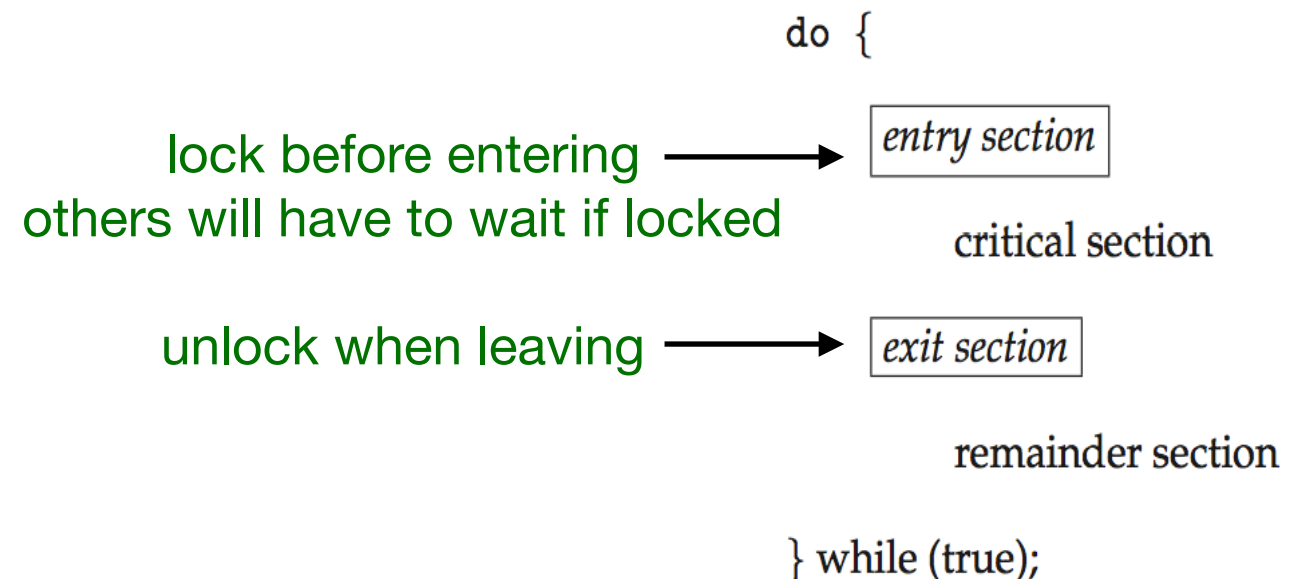 do {
lock before entering
entry section
others will have to wait if locked
critical section
unlock when leaving
exit section
remainder section
} while (true);